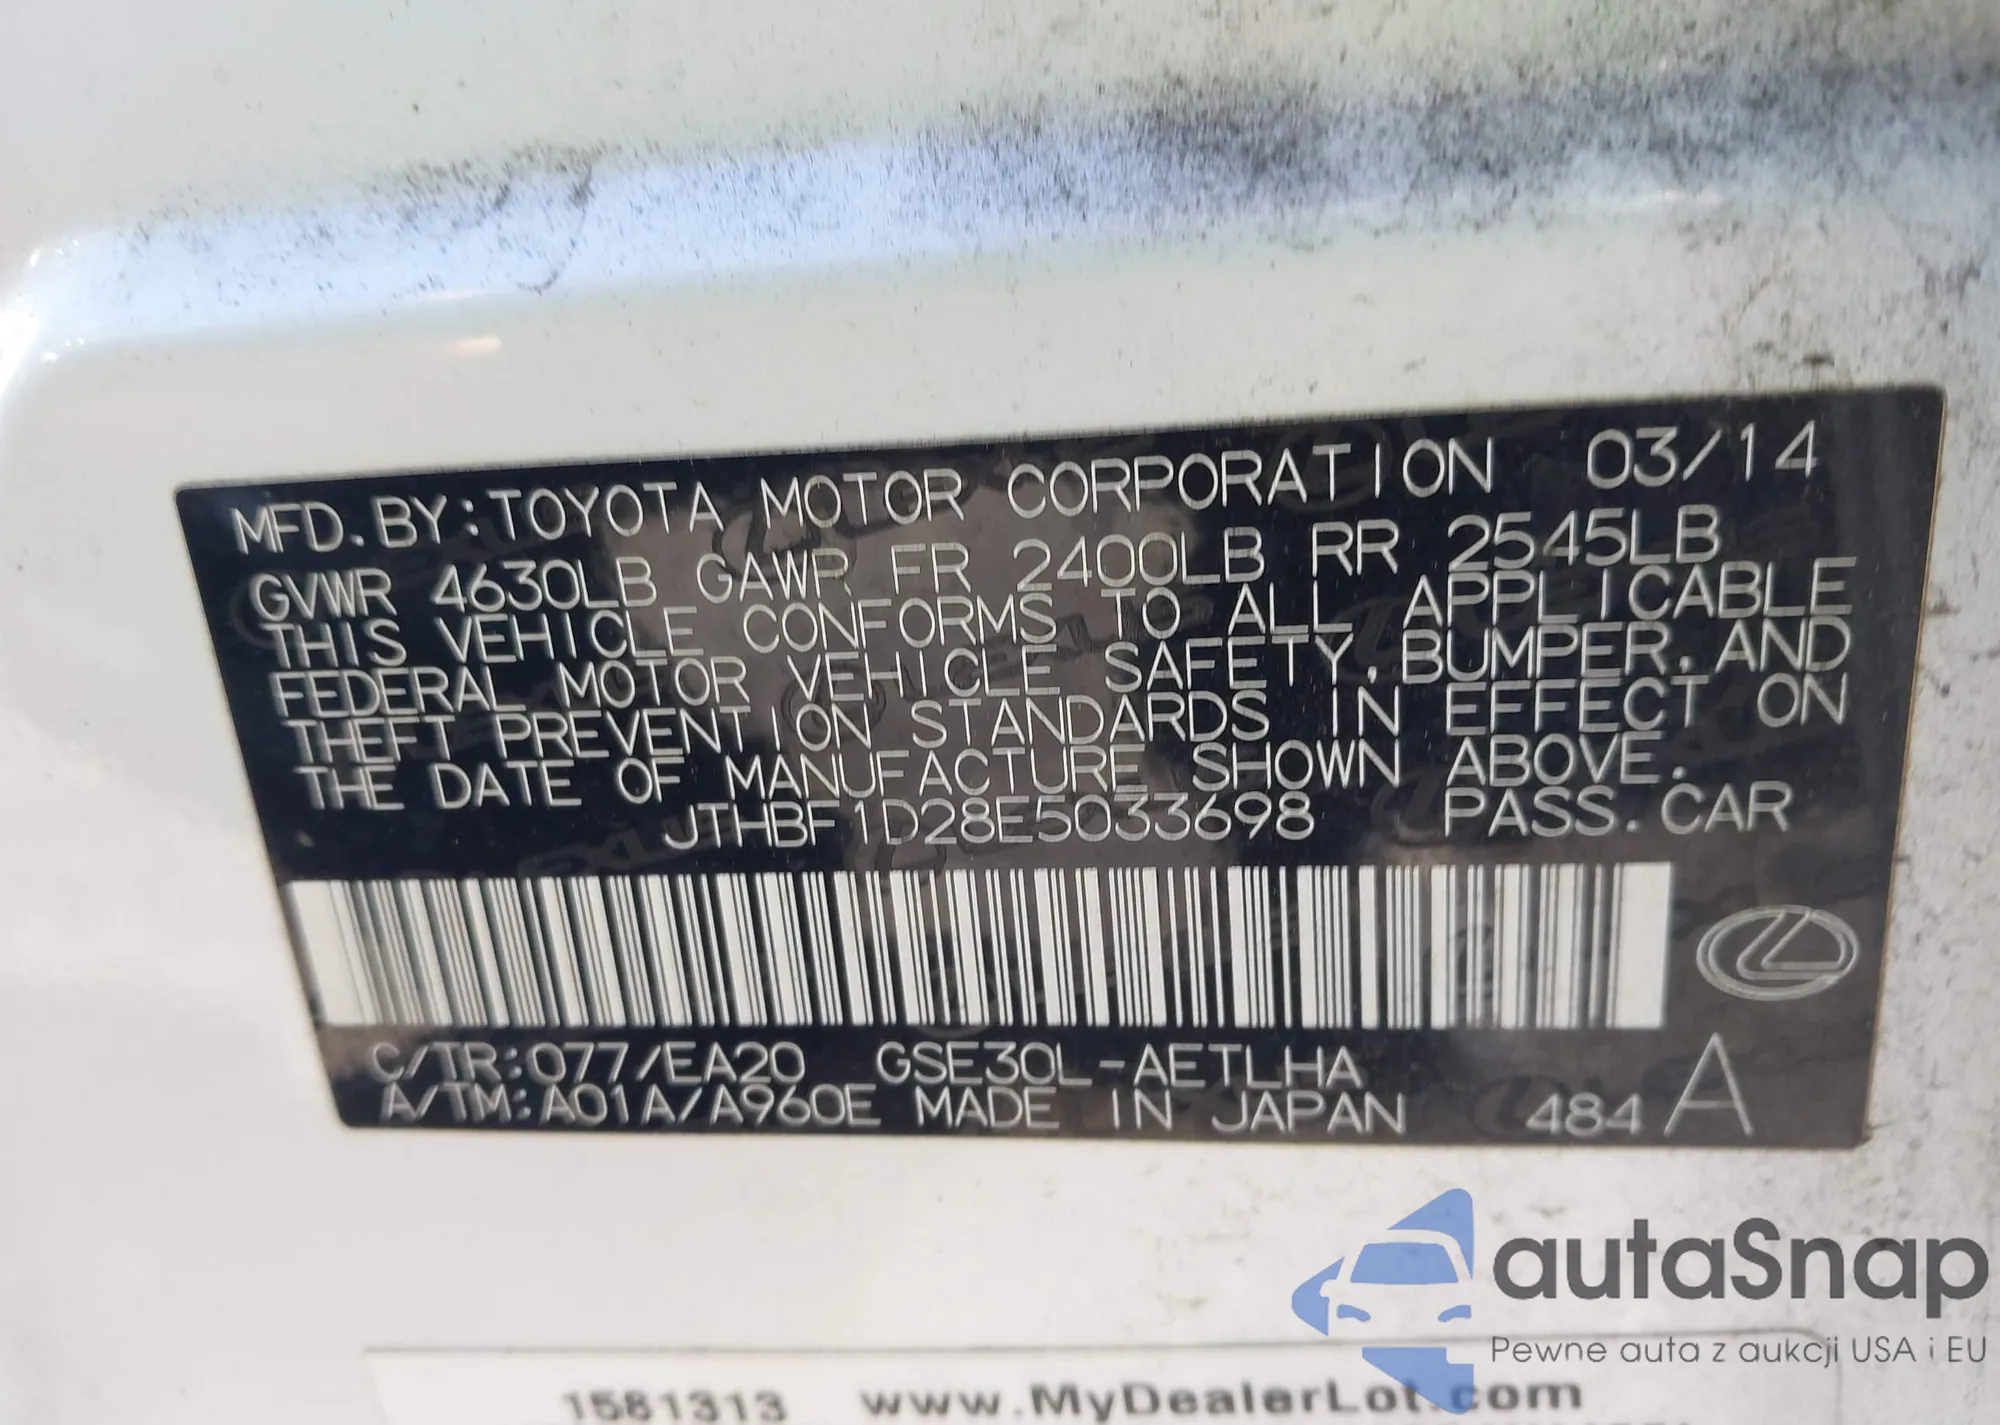 MFD.BY:TOYOTA MOTOR CORPORATION 03/14
GVWR 4630LB GAWR FR 2400LB RR 2545LB
THIS VEHICLE CONFORMS TO ALL APPLICABLE
FEDERAL MOTOR VEHICLE SAFETY,BUMPER,AND
THEFT PREVENTION STANDARDS IN EFFECT ON
THE DATE OF MANUFACTURE SHOWN ABOVE.
JTHBF1D28E5033698 PASS.CAR
C/TR:077/EA20 GSE30L-AETLHA
A/TM:A01A/A960E MADE IN JAPAN 484 A
autaSnap
Pewne auta z aukcji USA i EU
1581313 www.MyDealerLot.com